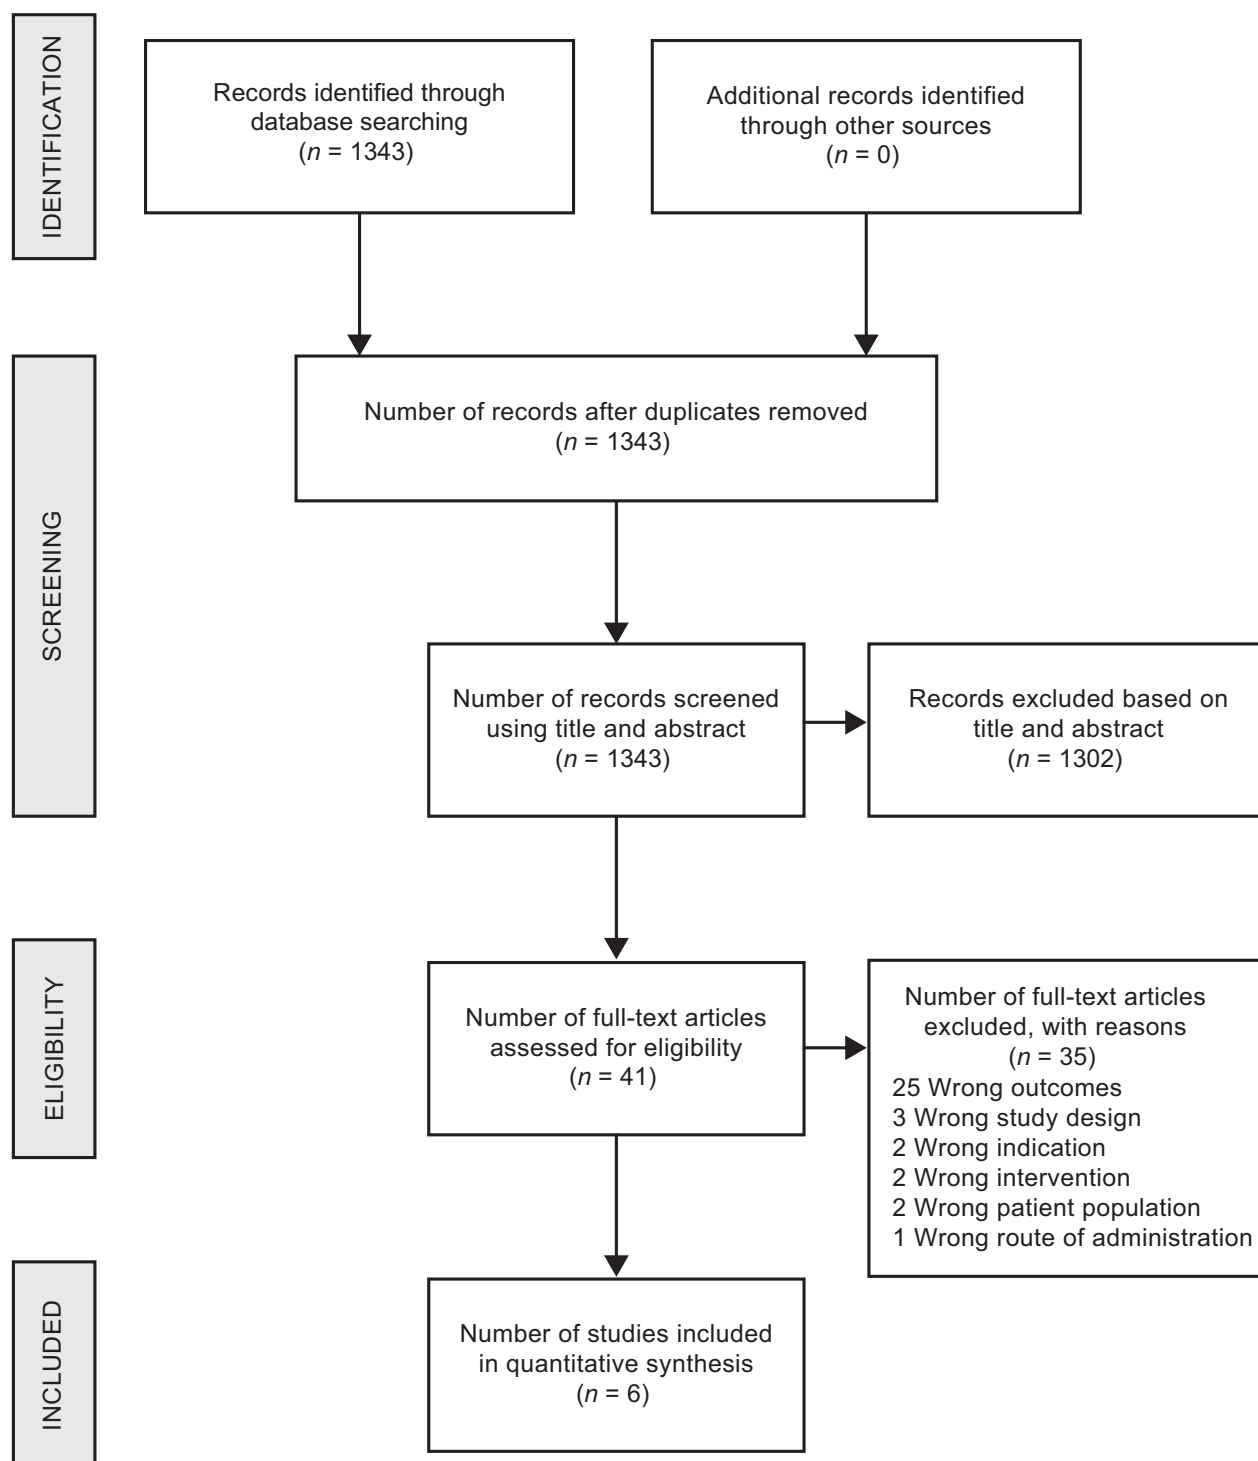 IDENTIFICATION
Records identified through
database searching
(n = 1343)
Additional records identified
through other sources
(n = 0)
SCREENING
Number of records after duplicates removed
(n = 1343)
Number of records screened
using title and abstract
(n = 1343)
Records excluded based on
title and abstract
(n = 1302)
ELIGIBILITY
Number of full-text articles
assessed for eligibility
(n = 41)
Number of full-text articles
excluded, with reasons
(n = 35)
25 Wrong outcomes
3 Wrong study design
2 Wrong indication
2 Wrong intervention
2 Wrong patient population
1 Wrong route of administration
INCLUDED
Number of studies included
in quantitative synthesis
(n = 6)